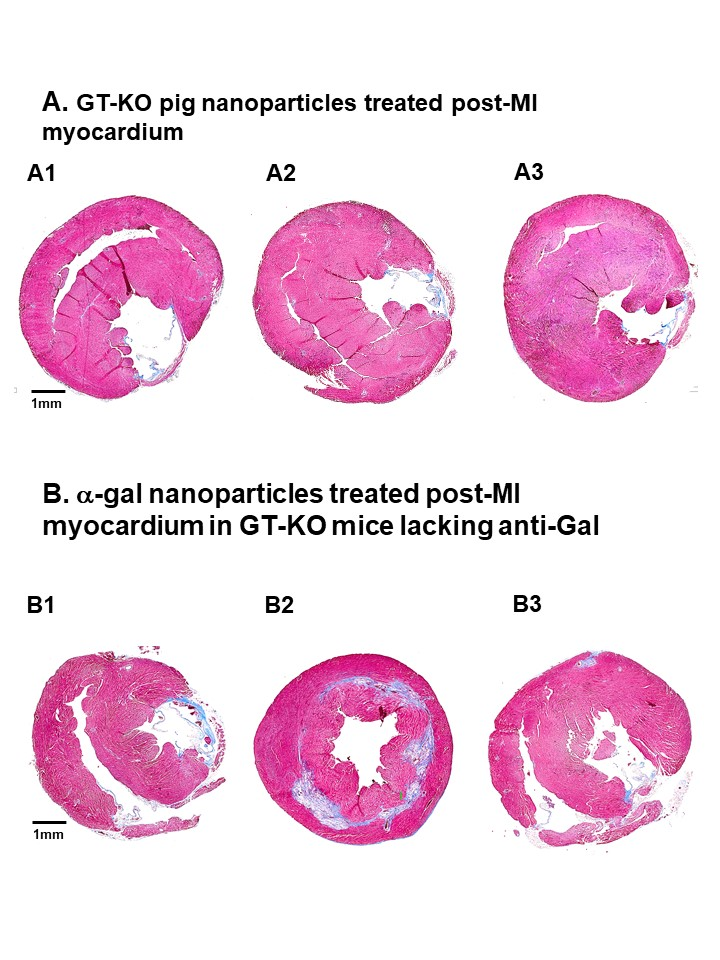 A. GT-KO pig nanoparticles treated post-MI
myocardium
A1
A2
A3
1mm
B. α-gal nanoparticles treated post-MI
myocardium in GT-KO mice lacking anti-Gal
B1
B2
B3
1mm